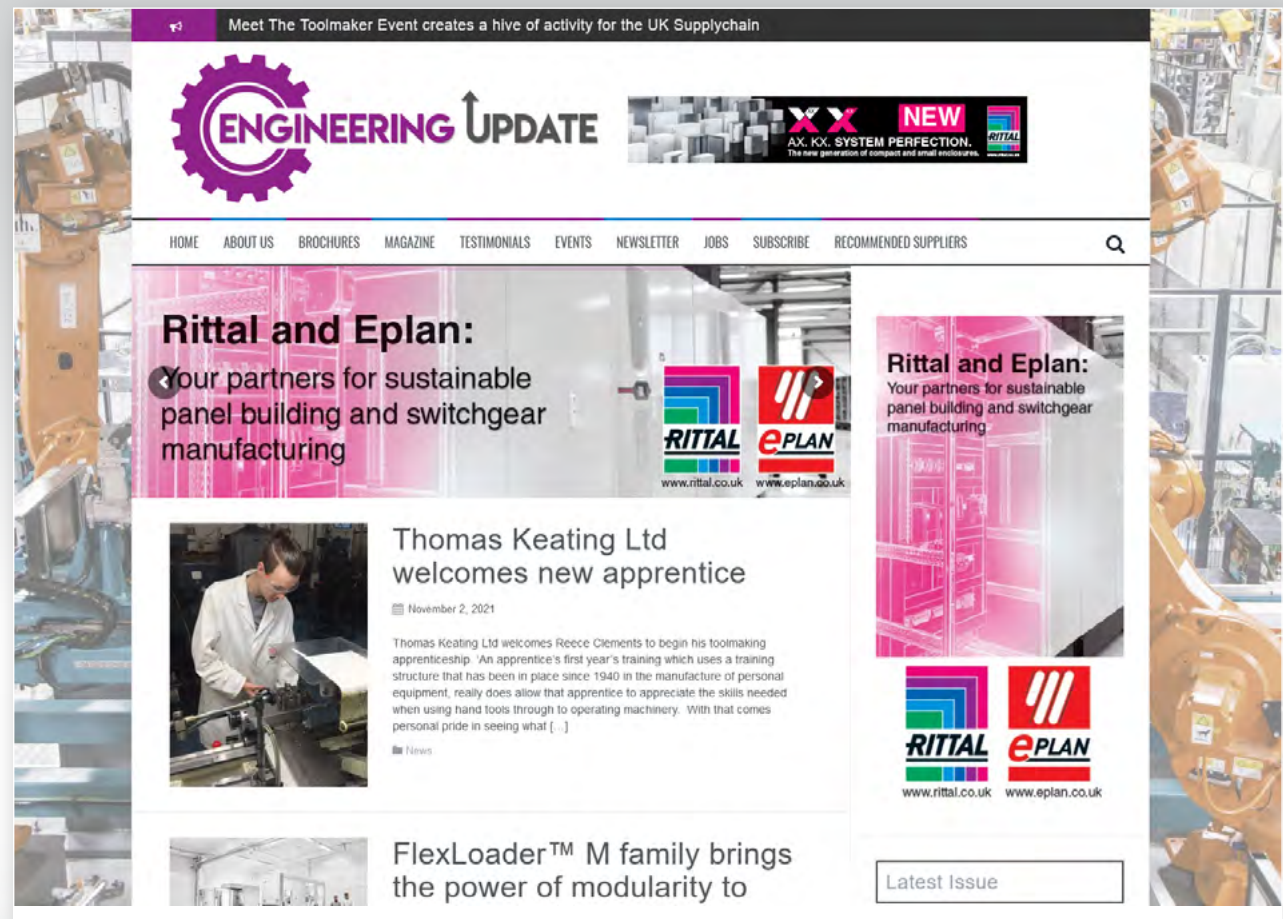 Meet The Toolmaker Event creates a hive of activity for the UK Supplychain
ENGINEERING UPDATE
XX
NEW
AX. KX. SYSTEM PERFECTION.
The new generation of compact and small enclosures.
RITTAL
www.rittal.co.uk
HOME ABOUT US BROCHURES MAGAZINE TESTIMONIALS EVENTS NEWSLETTER JOBS SUBSCRIBE RECOMMENDED SUPPLIERS
Rittal and Eplan:
Your partners for sustainable
panel building and switchgear
manufacturing
RITTAL
ePLAN
www.rittal.co.uk www.eplan.co.uk
Rittal and Eplan:
Your partners for sustainable
panel building and switchgear
manufacturing
RITTAL
ePLAN
www.rittal.co.uk www.eplan.co.uk
Thomas Keating Ltd
welcomes new apprentice
November 2, 2021
Thomas Keating Ltd welcomes Reece Clements to begin his toolmaking
apprenticeship. 'An apprentice's first year's training which uses a training
structure that has been in place since 1940 in the manufacture of personal
equipment, really does allow that apprentice to appreciate the skills needed
when using hand tools through to operating machinery. With that comes
personal pride in seeing what [...]
News
FlexLoader™ M family brings
the power of modularity to
Latest Issue